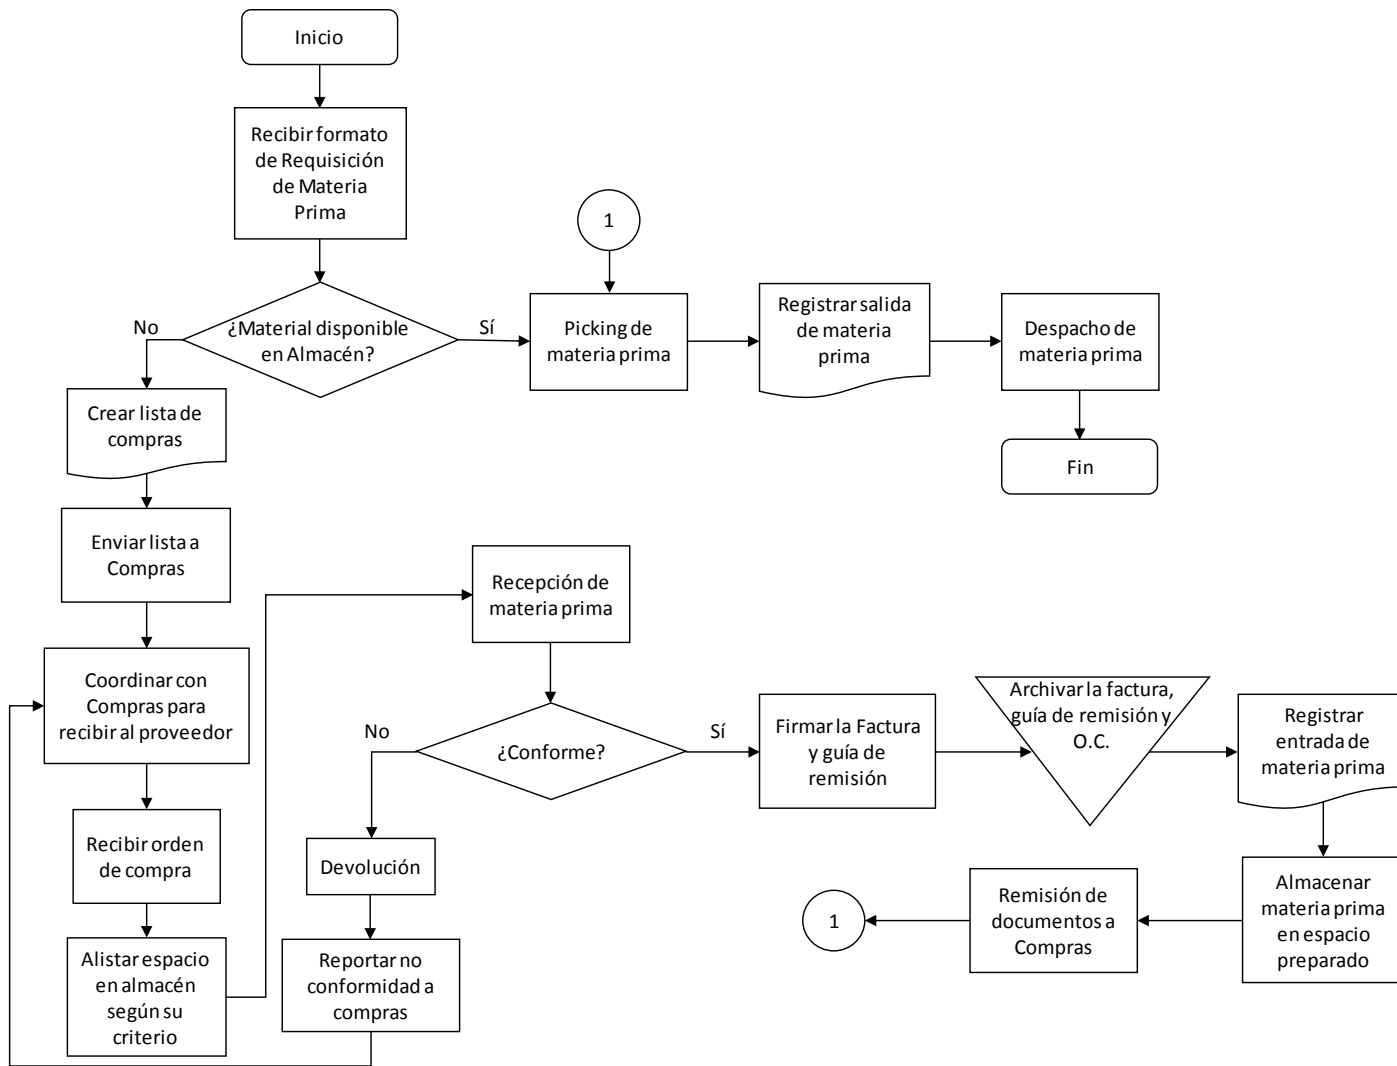 Inicio
Recibir formato
de Requisición
de Materia
Prima
1
No
¿Material disponible
en Almacén?
Sí
Picking de
materia prima
Registrar salida
de materia
prima
Despacho de
materia prima
Fin
Crear lista de
compras
Enviar lista a
Compras
Coordinar con
Compras para
recibir al proveedor
Recibir orden
de compra
Alistar espacio
en almacén
según su
criterio
Recepción de
materia prima
No
¿Conforme?
Sí
Devolución
Reportar no
conformidad a
compras
Firmar la Factura
y guía de
remisión
Archivar la factura,
guía de remisión y
O.C.
Registrar
entrada de
materia prima
Almacenar
materia prima
en espacio
preparado
Remisión de
documentos a
Compras
1